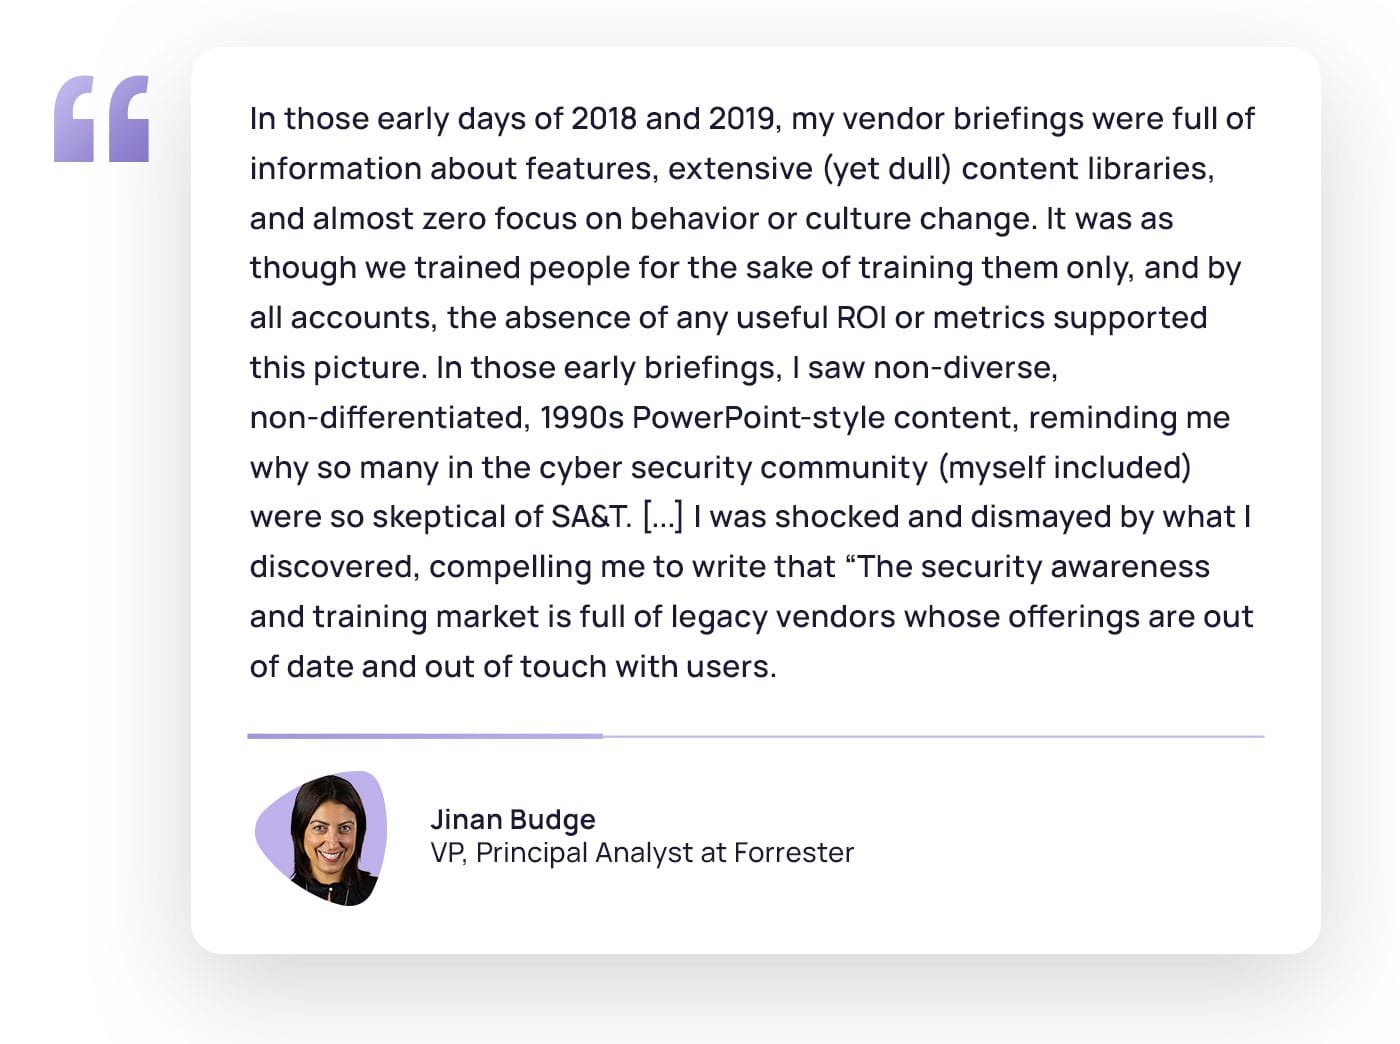 “
In those early days of 2018 and 2019, my vendor briefings were full of
information about features, extensive (yet dull) content libraries,
and almost zero focus on behavior or culture change. It was as
though we trained people for the sake of training them only, and by
all accounts, the absence of any useful ROI or metrics supported
this picture. In those early briefings, I saw non-diverse,
non-differentiated, 1990s PowerPoint-style content, reminding me
why so many in the cyber security community (myself included)
were so skeptical of SA&T. [...] I was shocked and dismayed by what I
discovered, compelling me to write that “The security awareness
and training market is full of legacy vendors whose offerings are out
of date and out of touch with users.
Jinan Budge
VP, Principal Analyst at Forrester